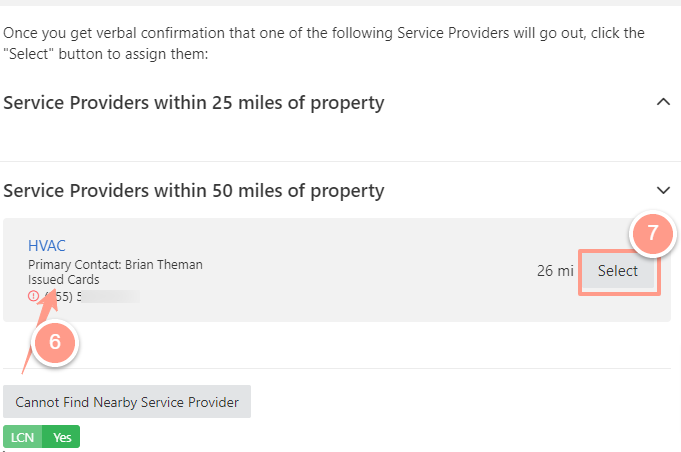 Once you get verbal confirmation that one of the following Service Providers will go out, click the
"Select" button to assign them:
Service Providers within 25 miles of property
Service Providers within 50 miles of property
7
HVAC
Primary Contact: Brian Theman
26 mi
Select
Issued Cards
55) 5
6
Cannot Find Nearby Service Provider
LCN Yes